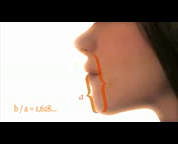 a
b / a = 1,618...